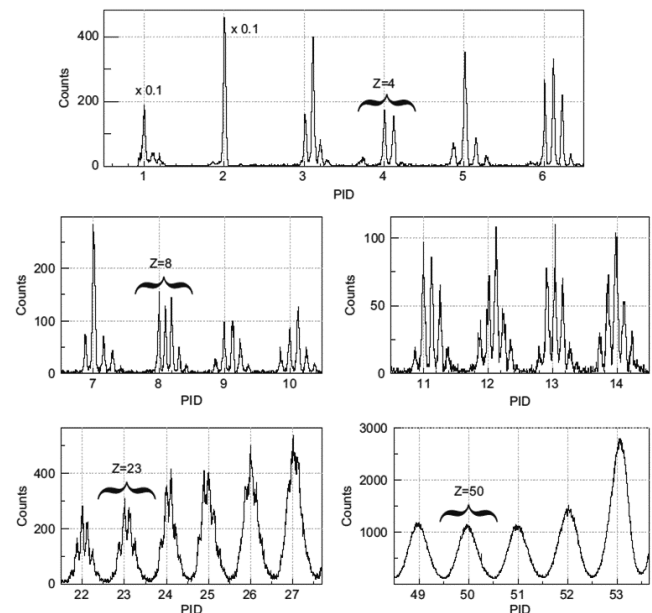 400
200
0
Counts
x 0.1
x 0.1
Z=4
1 2 3 4 5 6
PID
200
100
0
Counts
Z=8
7 8 9 10
PID
100
50
0
Counts
11 12 13 14
PID
400
200
0
Counts
Z=23
22 23 24 25 26 27
PID
3000
2000
1000
Counts
Z=50
49 50 51 52 53
PID